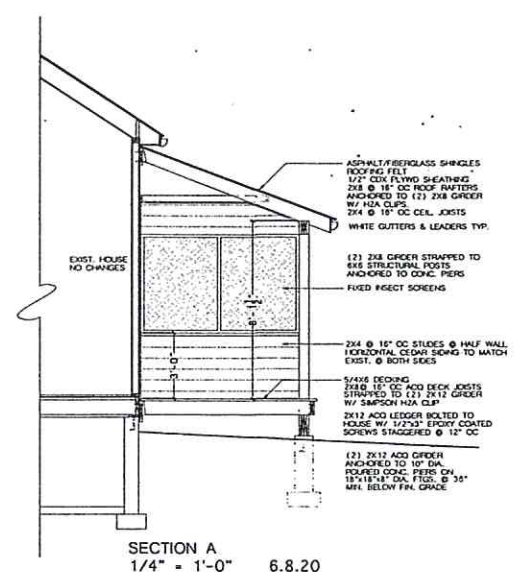 ASPHALT/FIBERGLASS SHINGLES
ROOFING FELT
1/2" CDX PLYWD SHEATHING
2X8 @ 16" OC ROOF RAFTERS
ANCHORED TO (2) 2X8 GIRDER
W/ H2A CLIPS.
2X4 @ 16" OC CEIL. JOISTS
WHITE GUTTERS & LEADERS TYP.
EXIST. HOUSE
NO CHANGES
(2) 2X8 GIRDER STRAPPED TO
6X6 STRUCTURAL POSTS
ANCHORED TO CONC. PIERS
FIXED INSECT SCREENS
2X4 @ 16" OC STUDES @ HALF WALL
HORIZONTAL CEDAR SIDING TO MATCH
EXIST. @ BOTH SIDES
3'-0"
5/4X6 DECKING
2X8@ 16" OC ACQ DECK JOISTS
STRAPPED TO (2) 2X12 GIRDER
W/ SIMPSON H2A CLIP
2X12 ACQ LEDGER BOLTED TO
HOUSE W/ 1/2"x3" EPOXY COATED
SCREWS STAGGERED @ 12" OC
(2) 2X12 ACQ GIRDER
ANCHORED TO 10" DIA.
POURED CONC. PIERS ON
18"x18"x8" DIA. FTGS. @ 36"
MIN. BELOW FIN. GRADE
SECTION A
1/4" = 1'-0" 6.8.20